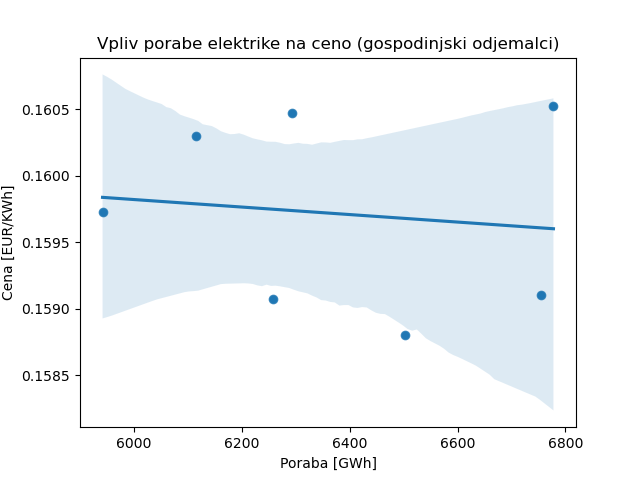 Vpliv porabe elektrike na ceno (gospodinjski odjemalci)
Cena [EUR/KWh]
0.1605
0.1600
0.1595
0.1590
0.1585
6000 6200 6400 6600 6800
Poraba [GWh]